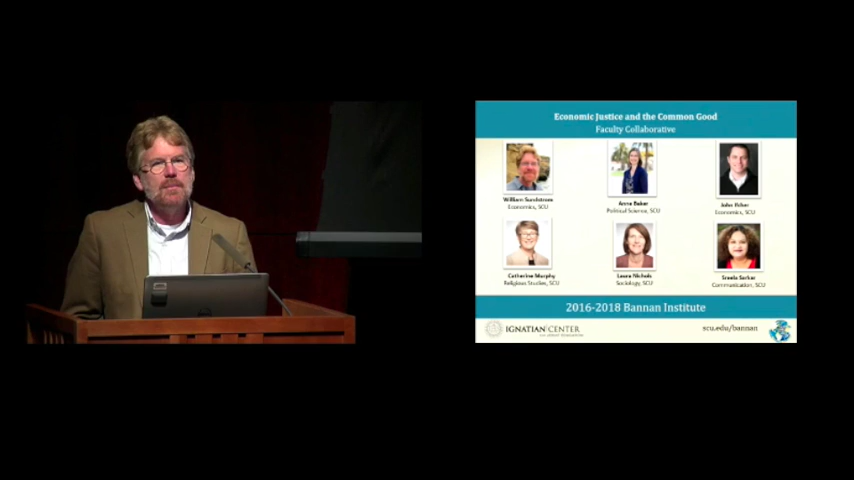 Economic Justice and the Common Good
Faculty Collaborative
William Sundstrom
Economics, SCU
Anna Baker
Political Science, SCU
John Ifcher
Economics, SCU
Catherine Murphy
Religious Studies, SCU
Laura Nichols
Sociology, SCU
Sreela Sarkar
Communication, SCU
2016-2018 Bannan Institute
IGNATIAN CENTER
scu.edu/bannan